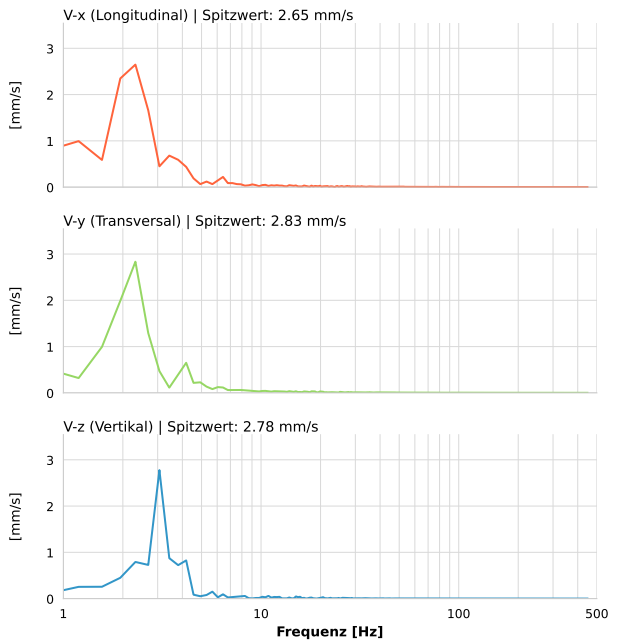 V-x (Longitudinal) | Spitzwert: 2.65 mm/s
3
2
[mm/s]
1
0
V-y (Transversal) | Spitzwert: 2.83 mm/s
3
2
[mm/s]
1
0
V-z (Vertikal) | Spitzwert: 2.78 mm/s
3
2
[mm/s]
1
0
1 10 100 500
Frequenz [Hz]